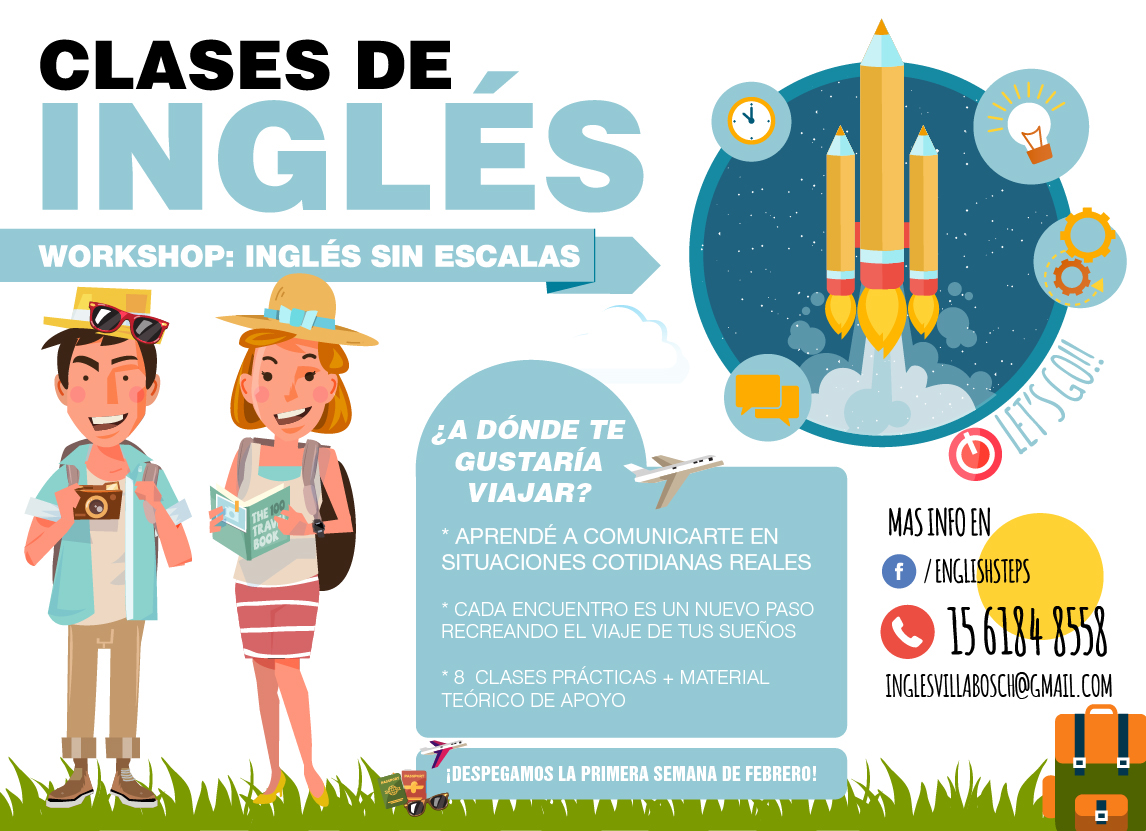 CLASES DE
INGLÉS
WORKSHOP: INGLÉS SIN ESCALAS
LET'S GO!!
¿A DÓNDE TE
GUSTARÍA
VIAJAR?
* APRENDÉ A COMUNICARTE EN
SITUACIONES COTIDIANAS REALES
* CADA ENCUENTRO ES UN NUEVO PASO
RECREANDO EL VIAJE DE TUS SUEÑOS
* 8 CLASES PRÁCTICAS + MATERIAL
TEÓRICO DE APOYO
¡DESPEGAMOS LA PRIMERA SEMANA DE FEBRERO!
MAS INFO EN
f /ENGLISHSTEPS
15 6184 8558
INGLESVILLABOSCH@GMAIL.COM
THE 100
TRAVEL
BOOK
PASSPORT
PASSPORT